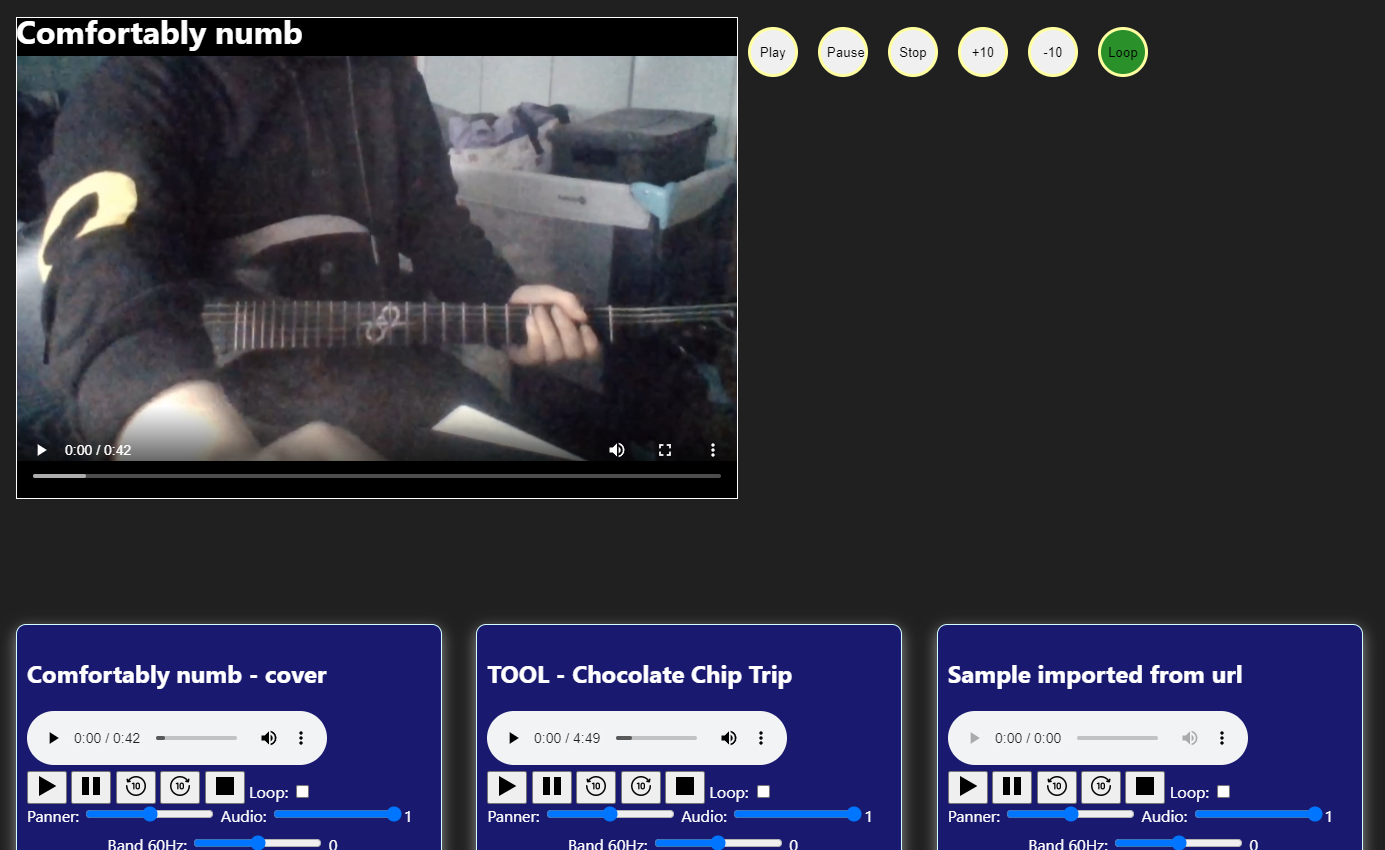 Comfortably numb
Play Pause Stop +10 -10 Loop
0:00 / 0:42
Comfortably numb - cover
0:00 / 0:42
10 10 Loop:
Panner: Audio: 1
Band 60Hz: 0
TOOL - Chocolate Chip Trip
0:00 / 4:49
10 10 Loop:
Panner: Audio: 1
Band 60Hz: 0
Sample imported from url
0:00 / 0:00
10 10 Loop:
Panner: Audio: 1
Band 60Hz: 0